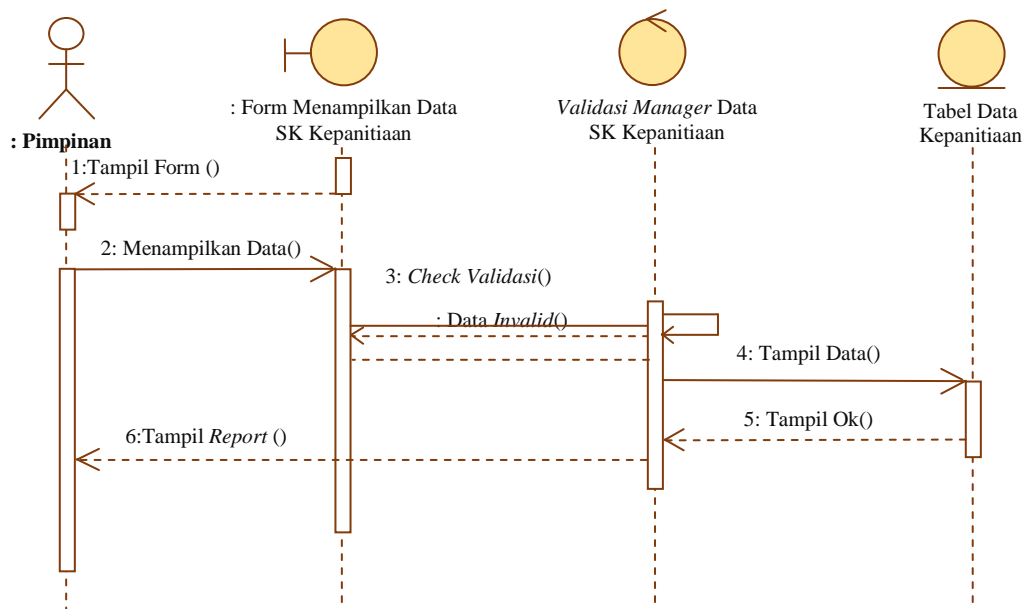 : Pimpinan
: Form Menampilkan Data
SK Kepanitiaan
Validasi Manager Data
SK Kepanitiaan
Tabel Data
Kepanitiaan
1:Tampil Form ()
2: Menampilkan Data()
3: Check Validasi()
: Data Invalid()
4: Tampil Data()
5: Tampil Ok()
6:Tampil Report ()